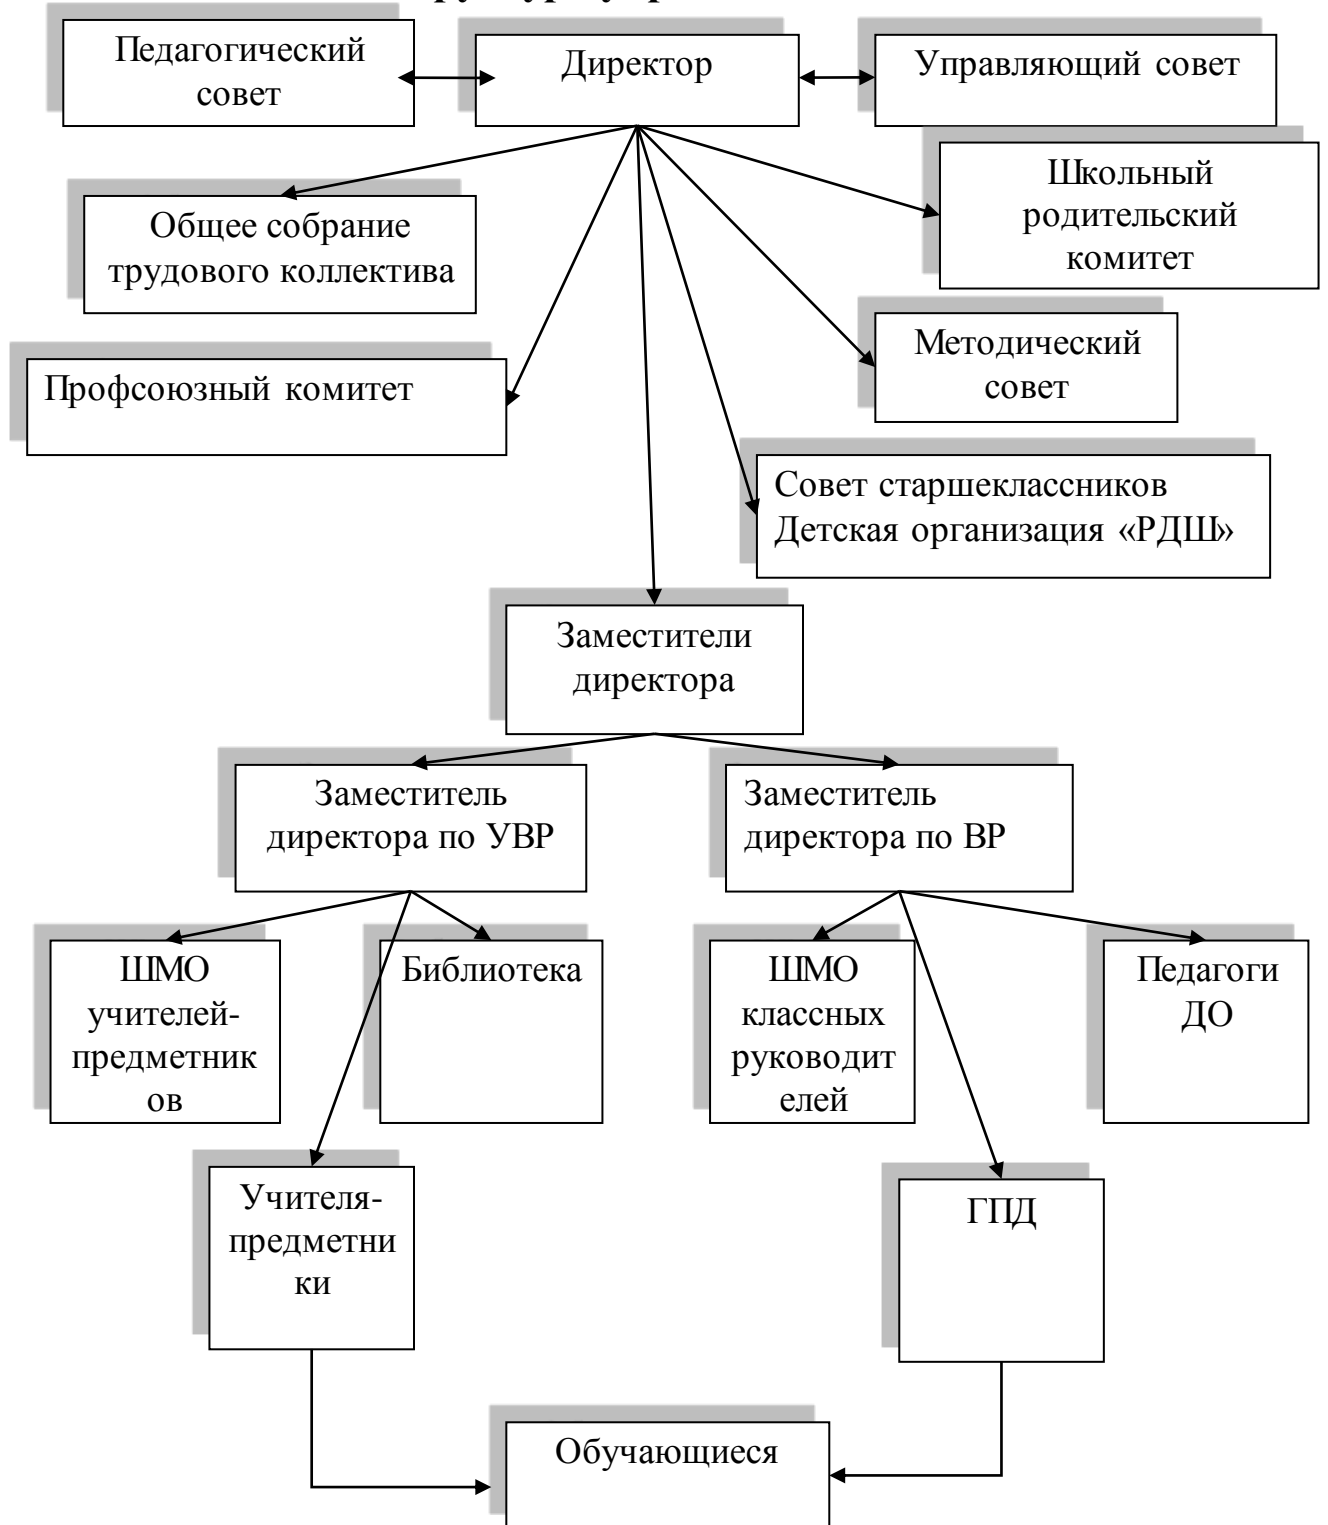 Педагогический
совет
Директор
Управляющий совет
Школьный
родительский
комитет
Общее собрание
трудового коллектива
Методический
совет
Профсоюзный комитет
Совет старшеклассников
Детская организация «РДШ»
Заместители
директора
Заместитель
директора по УВР
Заместитель
директора по ВР
ШМО
учителей-
предметник
ов
Библиотека
ШМО
классных
руководит
елей
Педагоги
ДО
Учителя-
предметни
ки
ГПД
Обучающиеся